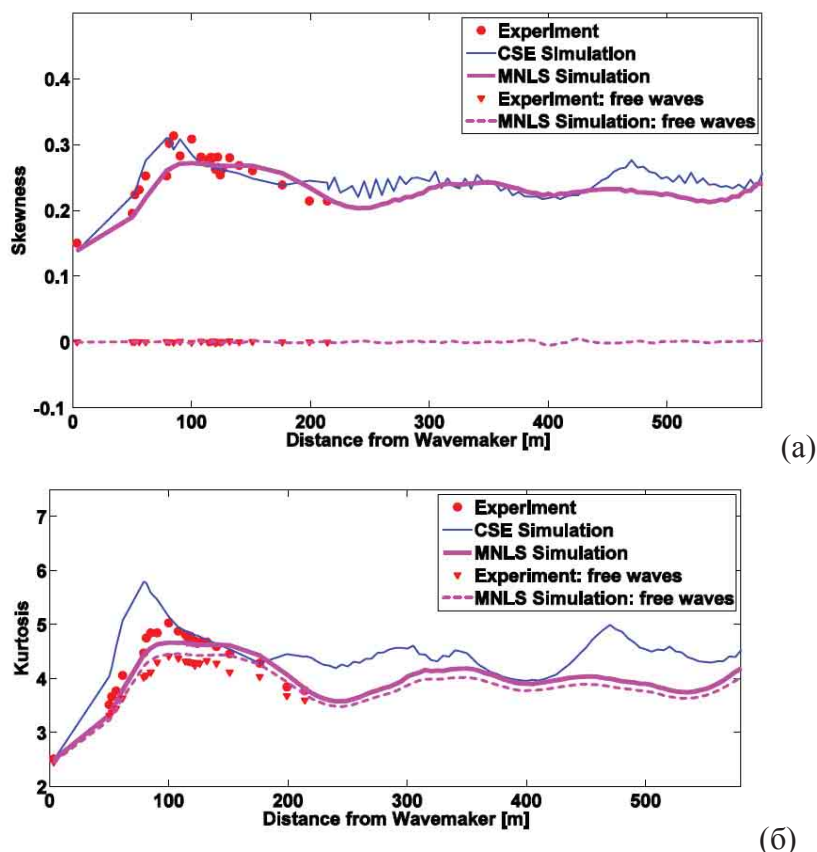 Experiment
CSE Simulation
MNLS Simulation
Experiment: free waves
MNLS Simulation: free waves
0.4
0.3
0.2
0.1
0
-0.1
Skewness
0 100 200 300 400 500
Distance from Wavemaker [m]
(а)
Experiment
CSE Simulation
MNLS Simulation
Experiment: free waves
MNLS Simulation: free waves
7
6
5
4
3
2
Kurtosis
0 100 200 300 400 500
Distance from Wavemaker [m]
(б)